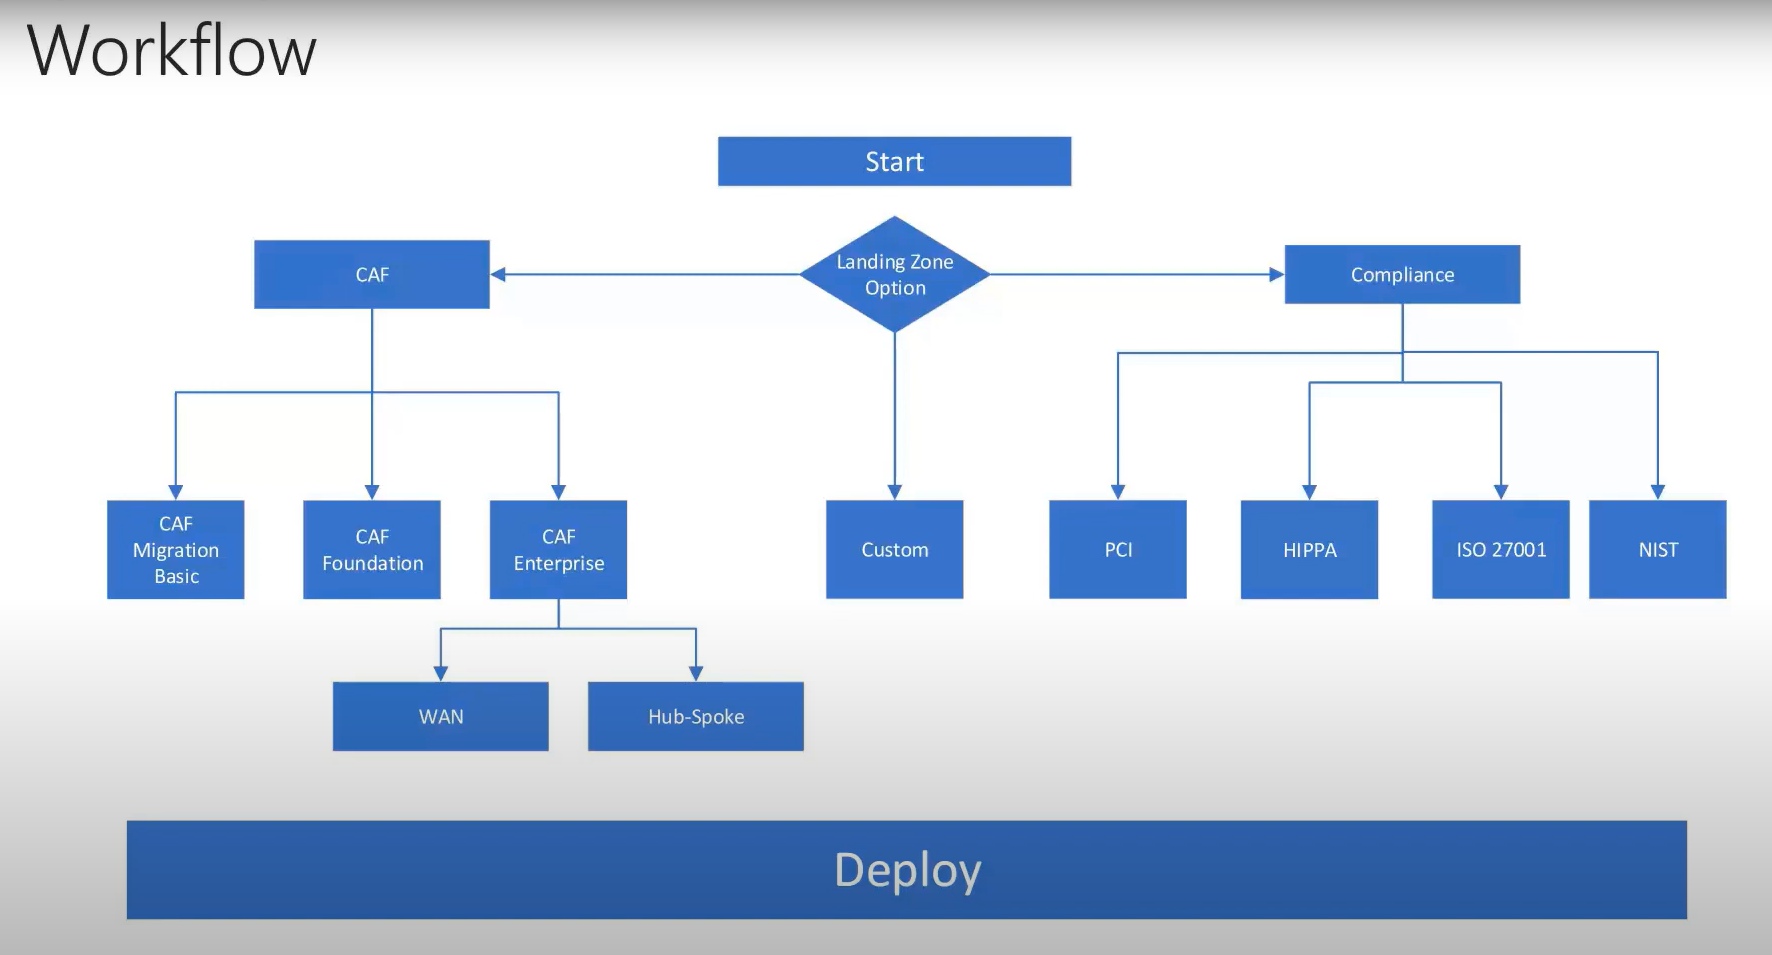 Workflow
Start
Landing Zone
Option
CAF
Compliance
CAF
Migration
Basic
CAF
Foundation
CAF
Enterprise
Custom
PCI
HIPPA
ISO 27001
NIST
WAN
Hub-Spoke
Deploy